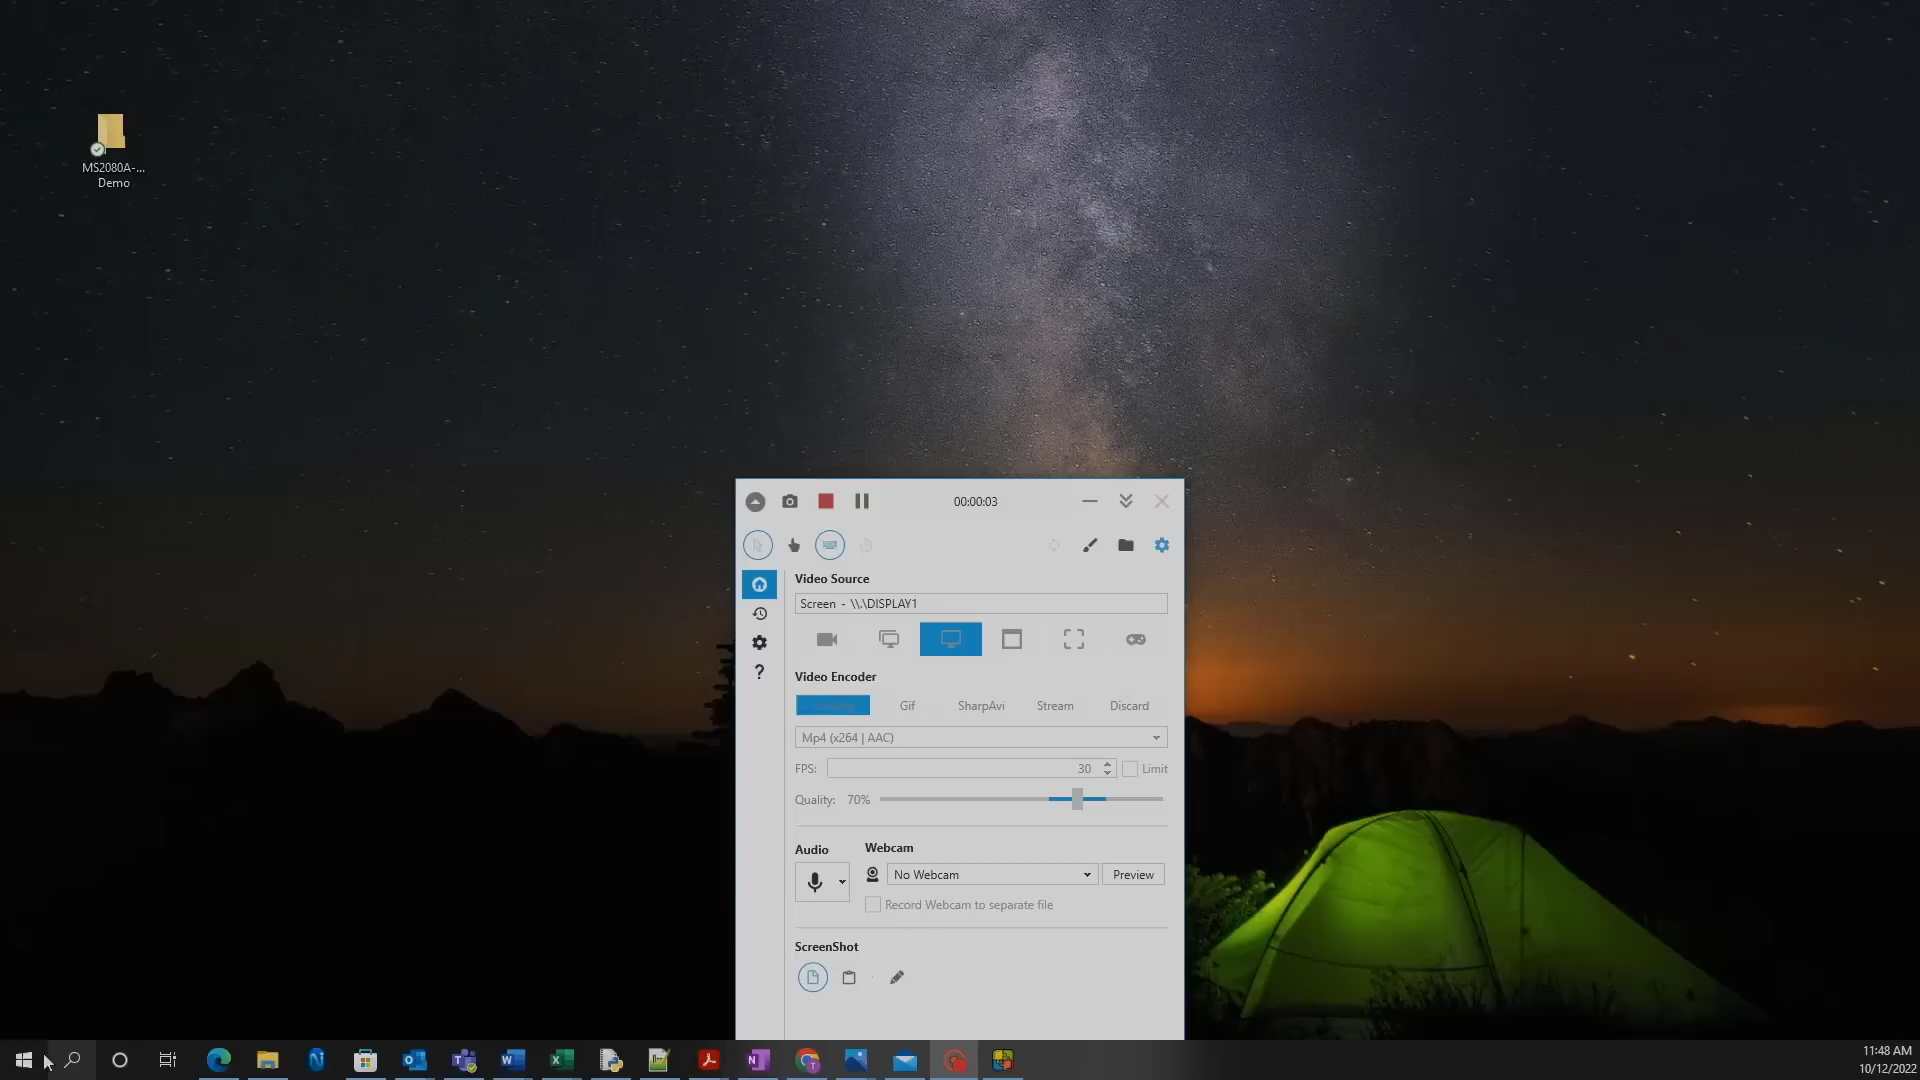 MS2080A-...
Demo
00:00:03
Video Source
Screen - \\.\DISPLAY1
Video Encoder
Gif
SharpAvi
Stream
Discard
Mp4 (x264 | AAC)
FPS:
30
Limit
Quality:
70%
Audio
Webcam
No Webcam
Preview
Record Webcam to separate file
ScreenShot
11:48 AM
10/12/2022